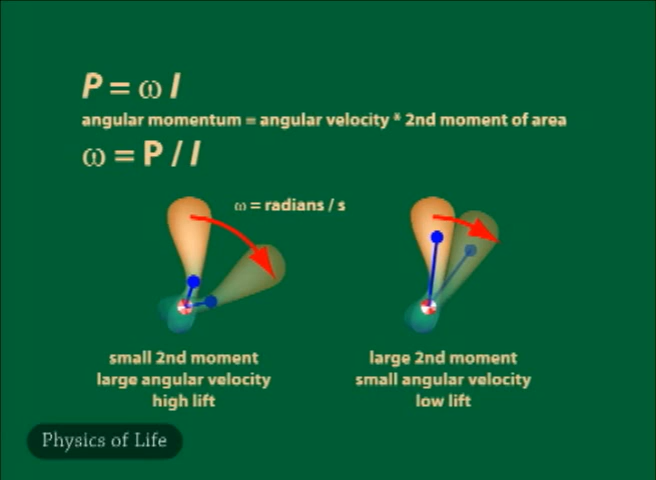 P = ω I
angular momentum = angular velocity * 2nd moment of area
ω = P / I
ω = radians / s
small 2nd moment
large angular velocity
high lift
large 2nd moment
small angular velocity
low lift
Physics of Life